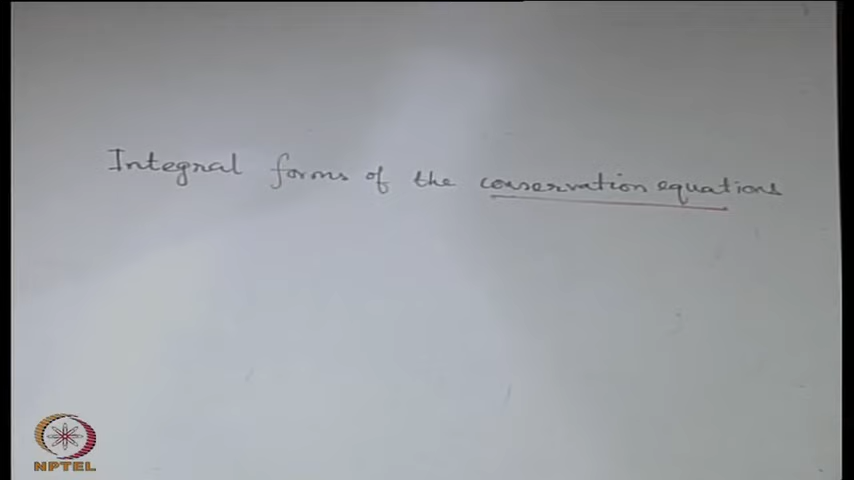 Integral forms of the conservation equations
NPTEL